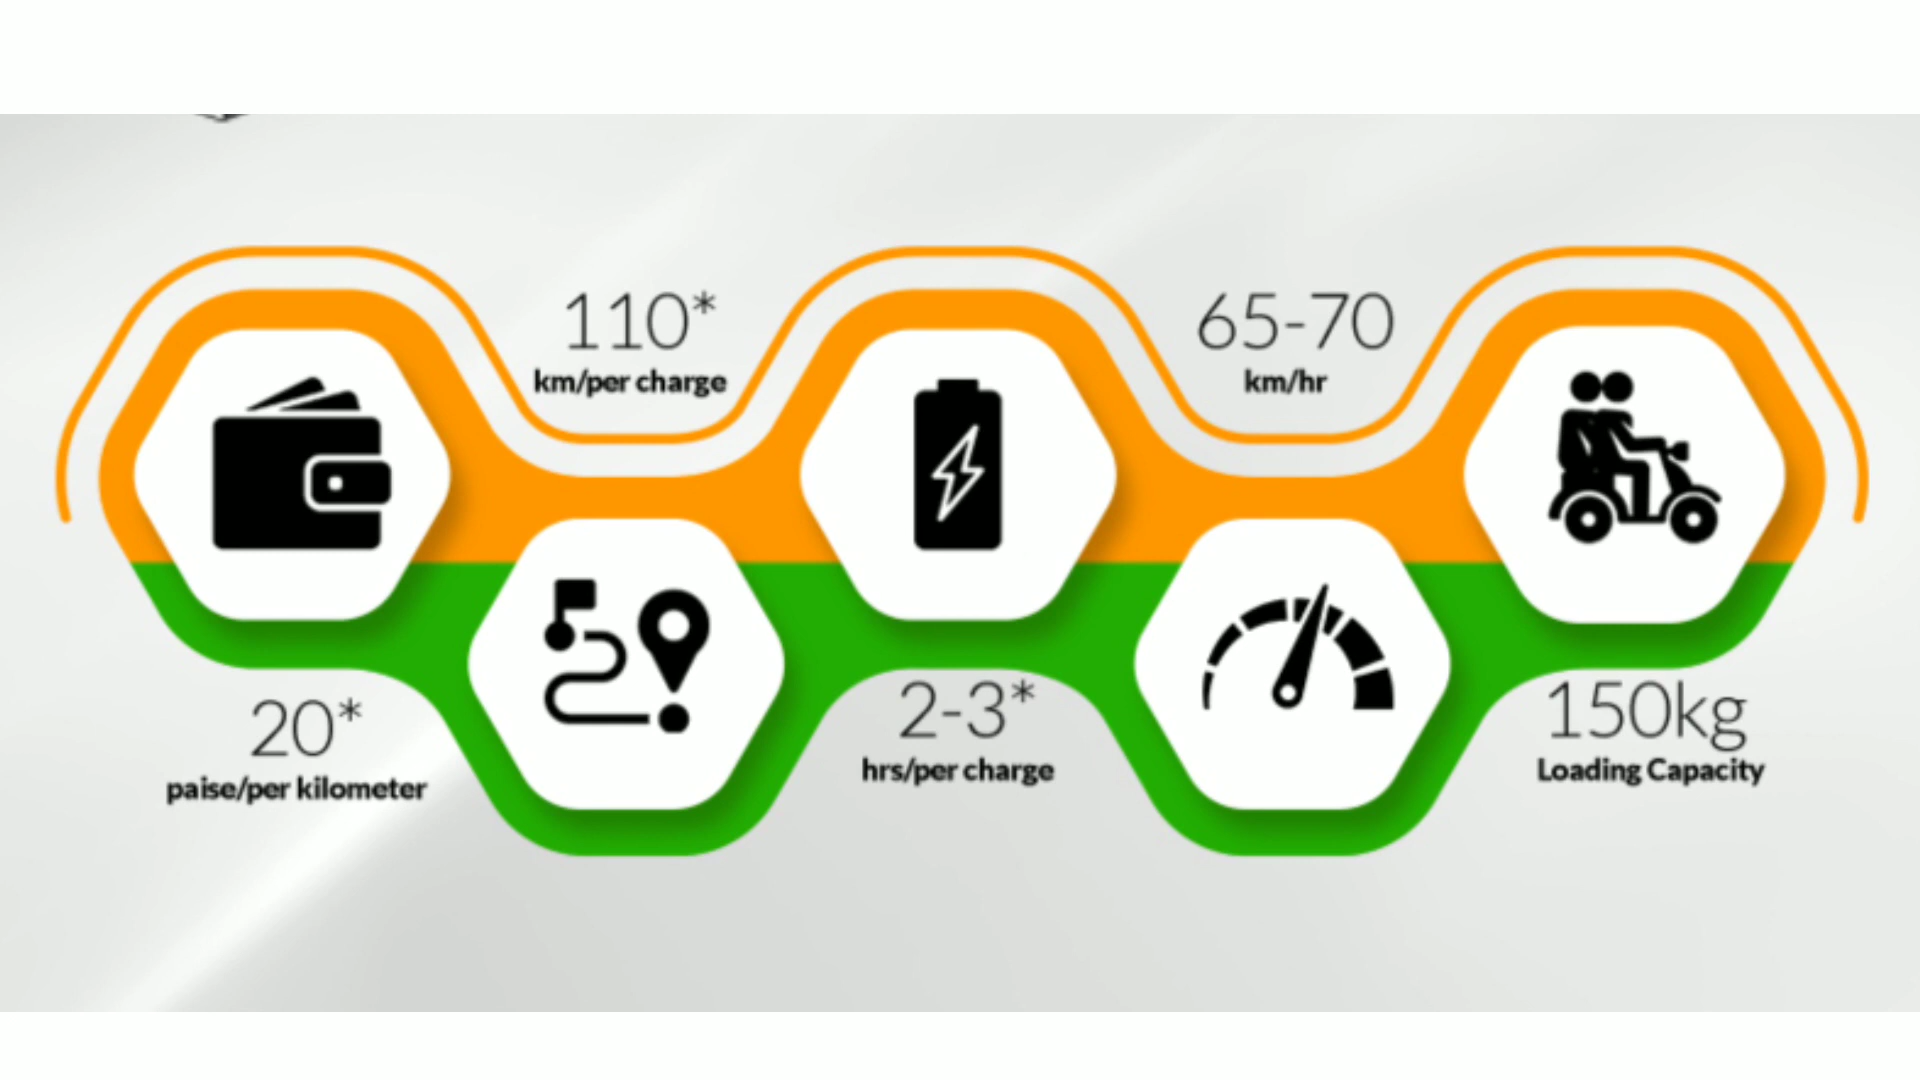 110*
km/per charge
65-70
km/hr
20*
paise/per kilometer
2-3*
hrs/per charge
150kg
Loading Capacity